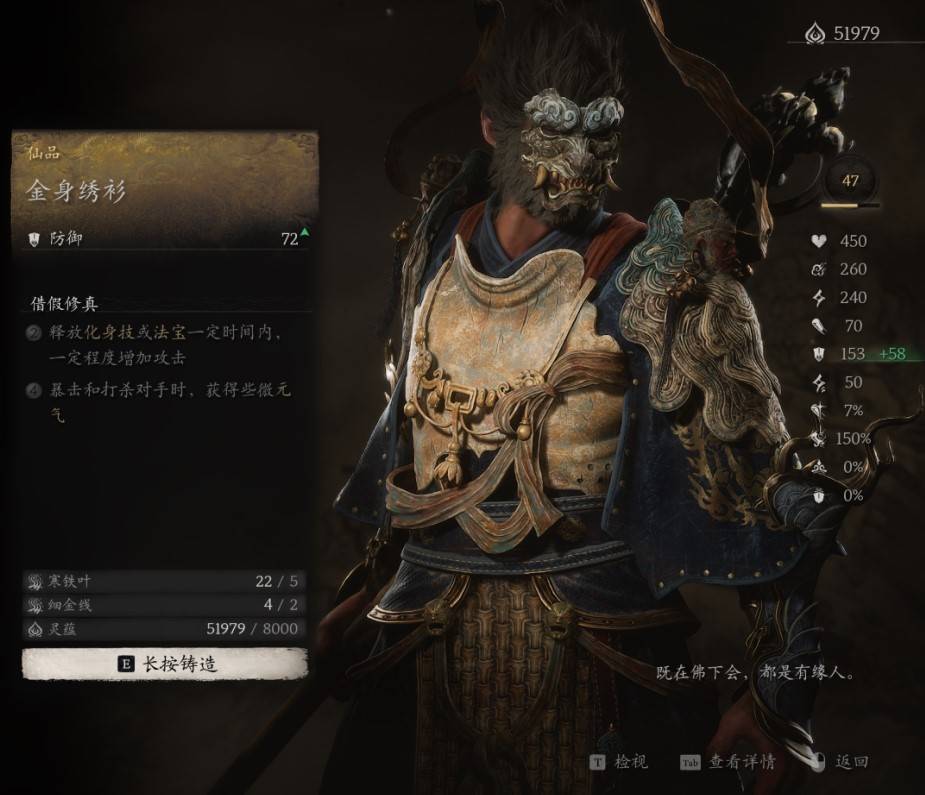 51979
仙品
金身绣衫
防御 72
借假修真
2 释放化身技或法宝一定时间内，
一定程度增加攻击
4 暴击和打杀对手时，获得些微元
气
寒铁叶 22 / 5
细金线 4 / 2
灵蕴 51979 / 8000
E 长按铸造
47
450
260
240
70
153 +58
50
7%
150%
0%
0%
既在佛下会，都是有缘人。
T 检视 Tab 查看详情 返回